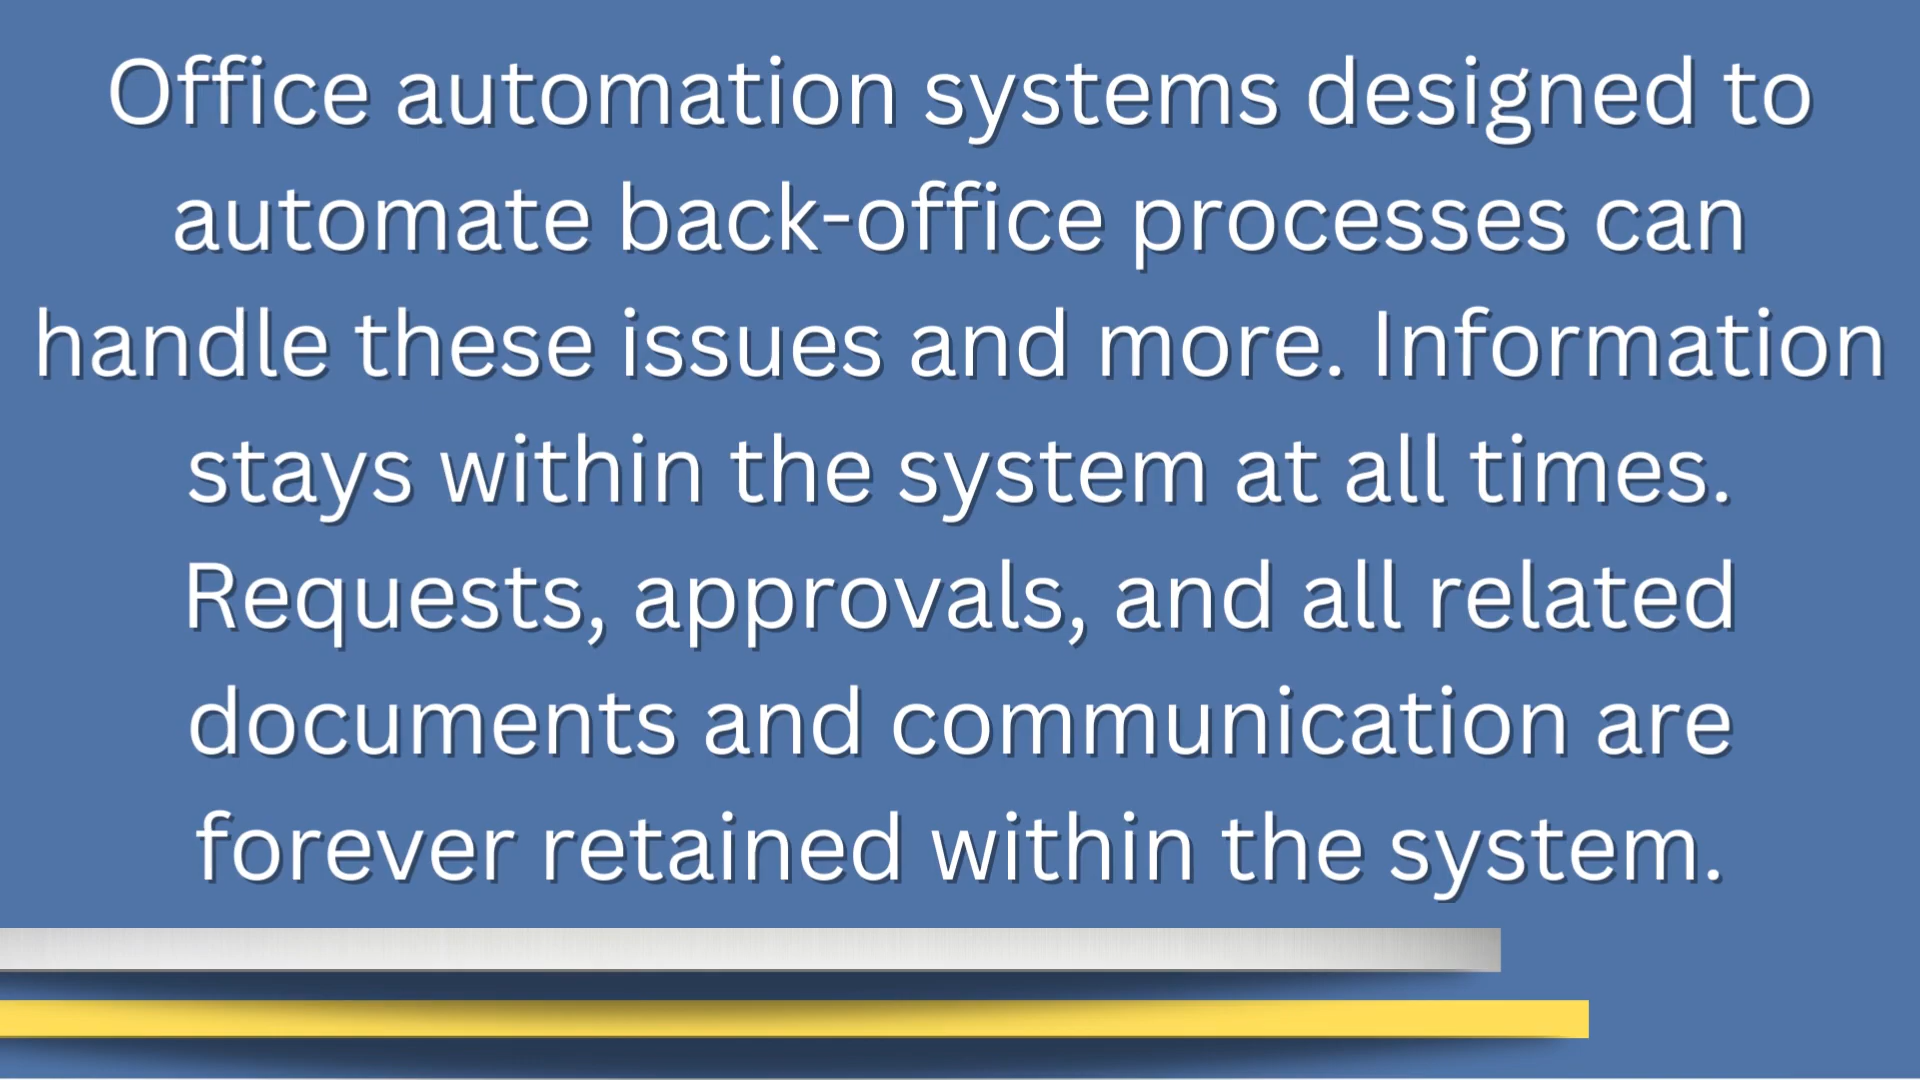 Office automation systems designed to
automate back-office processes can
handle these issues and more. Information
stays within the system at all times.
Requests, approvals, and all related
documents and communication are
forever retained within the system.